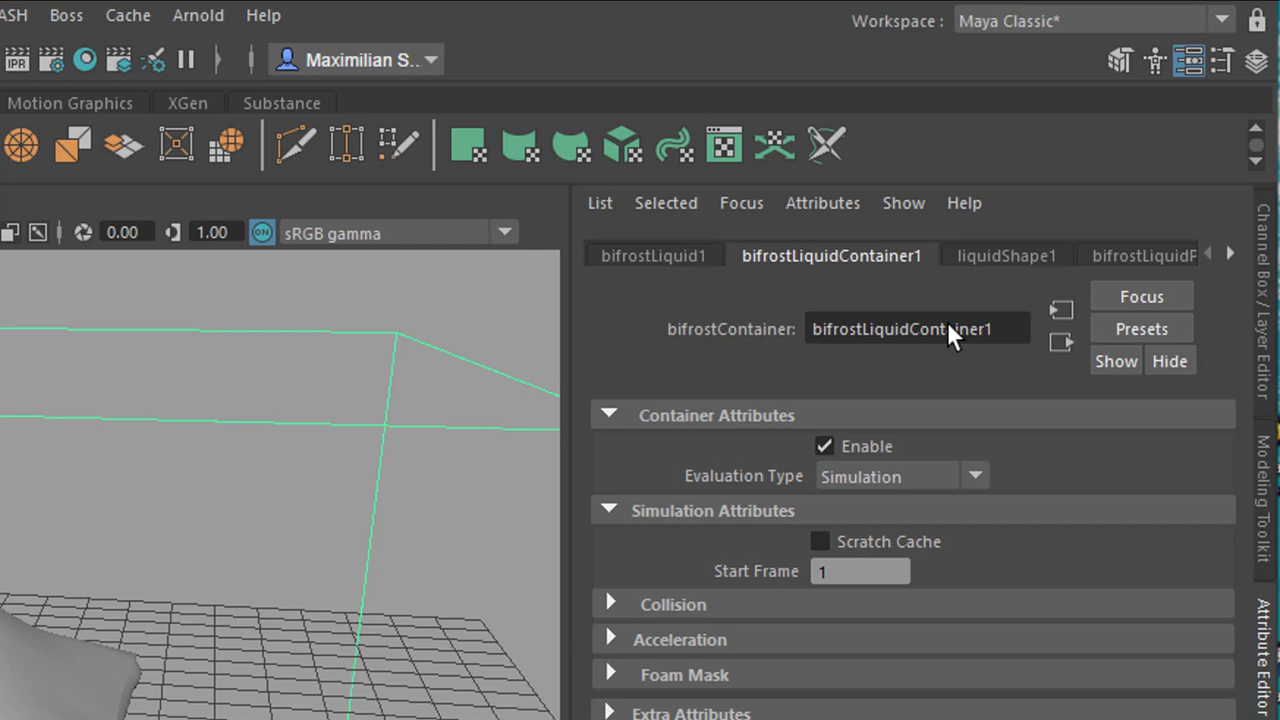 ASH Boss Cache Arnold Help
Workspace : Maya Classic*
IPR Maximilian S..
Motion Graphics XGen Substance
List Selected Focus Attributes Show Help
0.00 1.00 ON sRGB gamma
bifrostLiquid1 bifrostLiquidContainer1 liquidShape1 bifrostLiquidP
Focus
bifrostContainer: bifrostLiquidContainer1 Presets
Show Hide
Container Attributes
Enable
Evaluation Type Simulation
Simulation Attributes
Scratch Cache
Start Frame 1
Collision
Acceleration
Foam Mask
Extra Attributes
Channel Box / Layer Editor
Modeling Toolkit
Attribute Editor